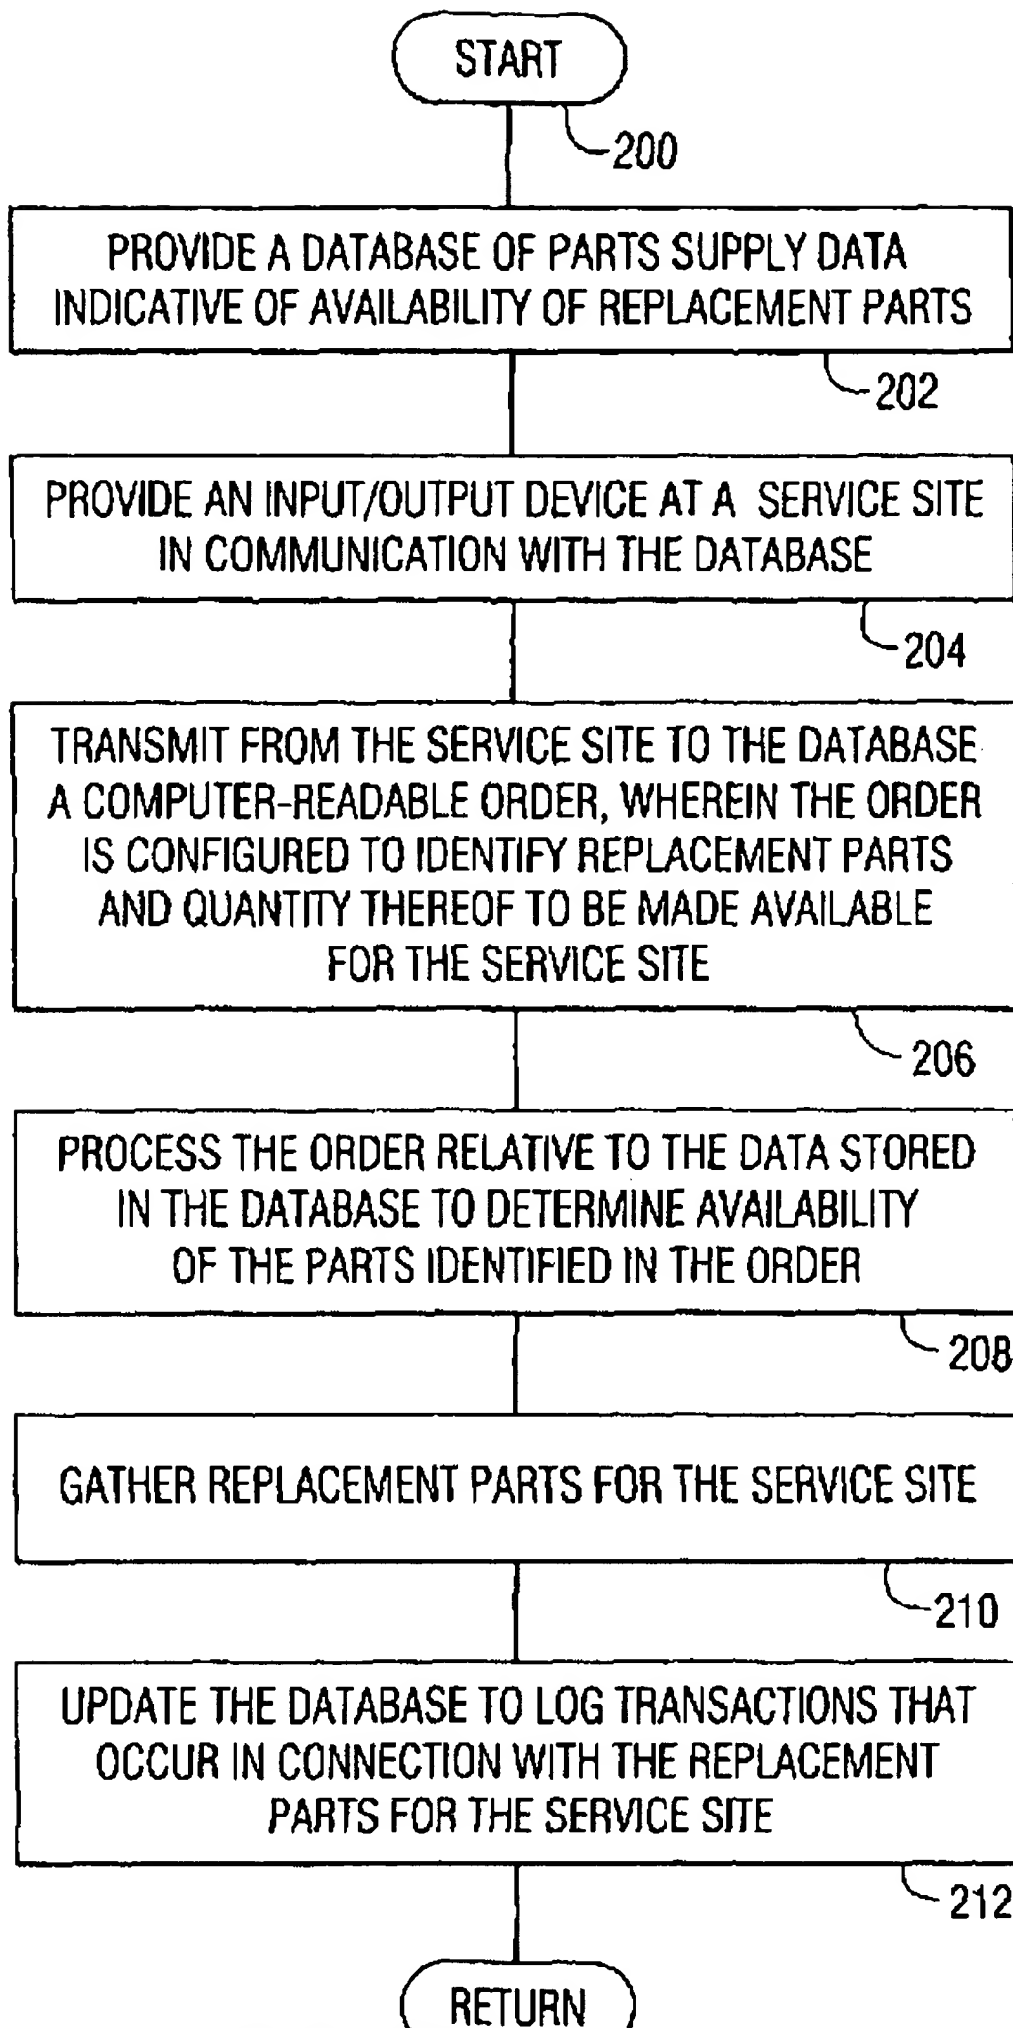 START
200
PROVIDE A DATABASE OF PARTS SUPPLY DATA
INDICATIVE OF AVAILABILITY OF REPLACEMENT PARTS
202
PROVIDE AN INPUT/OUTPUT DEVICE AT A SERVICE SITE
IN COMMUNICATION WITH THE DATABASE
204
TRANSMIT FROM THE SERVICE SITE TO THE DATABASE
A COMPUTER-READABLE ORDER, WHEREIN THE ORDER
IS CONFIGURED TO IDENTIFY REPLACEMENT PARTS
AND QUANTITY THEREOF TO BE MADE AVAILABLE
FOR THE SERVICE SITE
206
PROCESS THE ORDER RELATIVE TO THE DATA STORED
IN THE DATABASE TO DETERMINE AVAILABILITY
OF THE PARTS IDENTIFIED IN THE ORDER
208
GATHER REPLACEMENT PARTS FOR THE SERVICE SITE
210
UPDATE THE DATABASE TO LOG TRANSACTIONS THAT
OCCUR IN CONNECTION WITH THE REPLACEMENT
PARTS FOR THE SERVICE SITE
212
RETURN